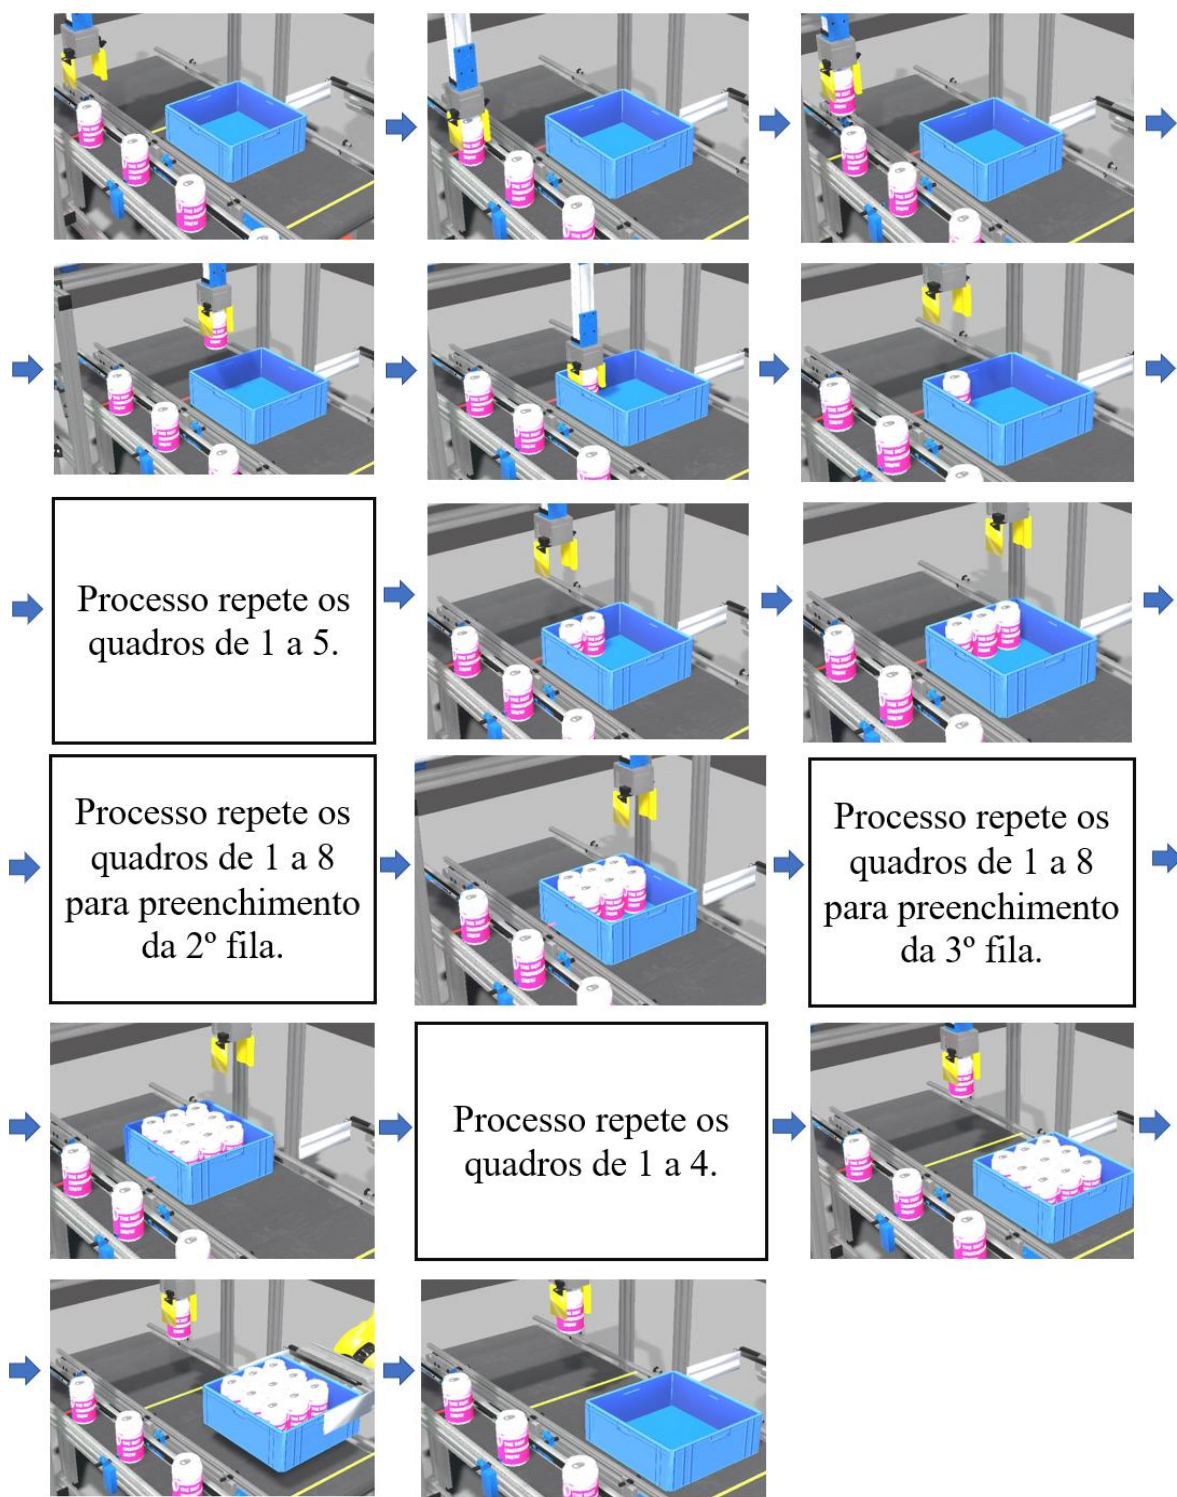 Processo repete os
quadros de 1 a 5.
Processo repete os
quadros de 1 a 8
para preenchimento
da 2º fila.
Processo repete os
quadros de 1 a 8
para preenchimento
da 3º fila.
Processo repete os
quadros de 1 a 4.